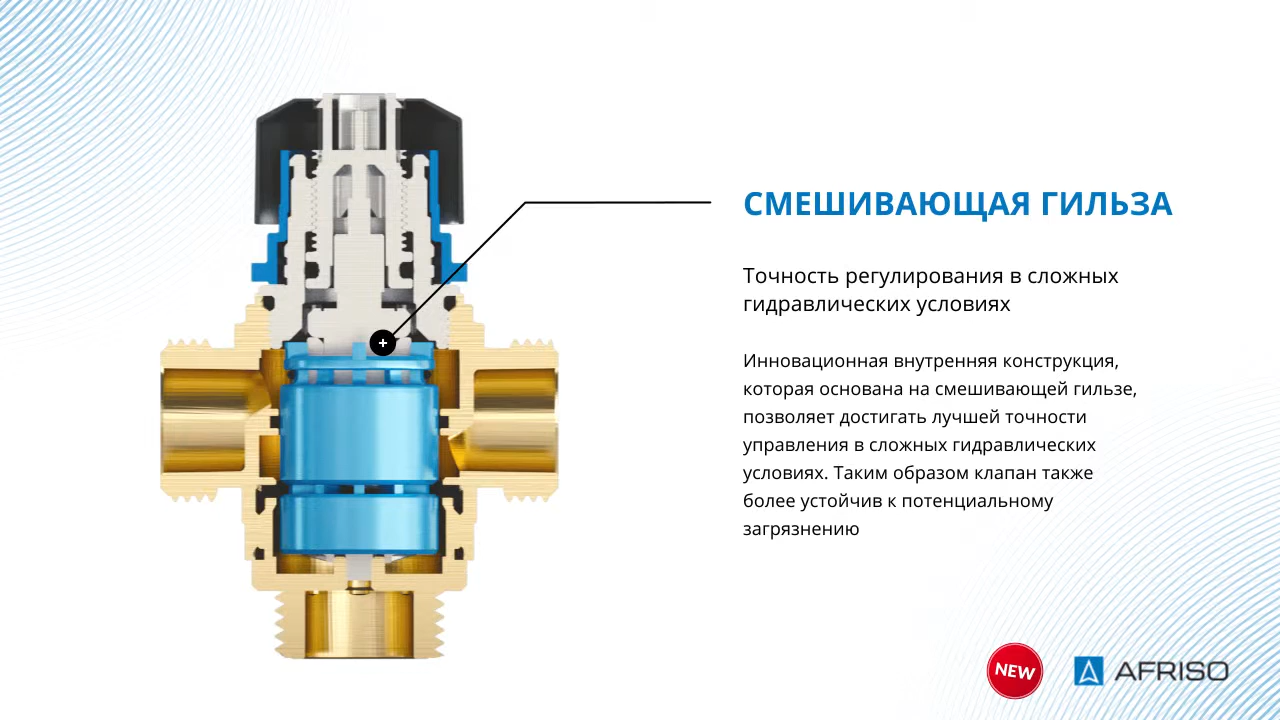 СМЕШИВАЮЩАЯ ГИЛЬЗА
Точность регулирования в сложных
гидравлических условиях
Инновационная внутренняя конструкция,
которая основана на смешивающей гильзе,
позволяет достигать лучшей точности
управления в сложных гидравлических
условиях. Таким образом клапан также
более устойчив к потенциальному
загрязнению
NEW
AFRISO